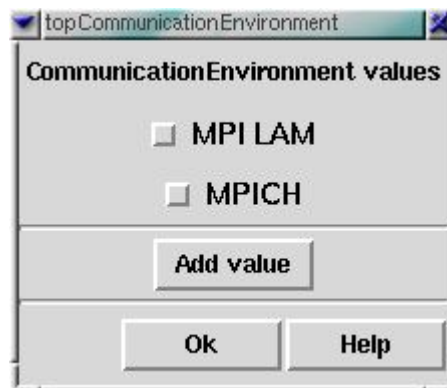 topCommunicationEnvironment
CommunicationEnvironment values
MPI LAM
MPICH
Add value
Ok Help